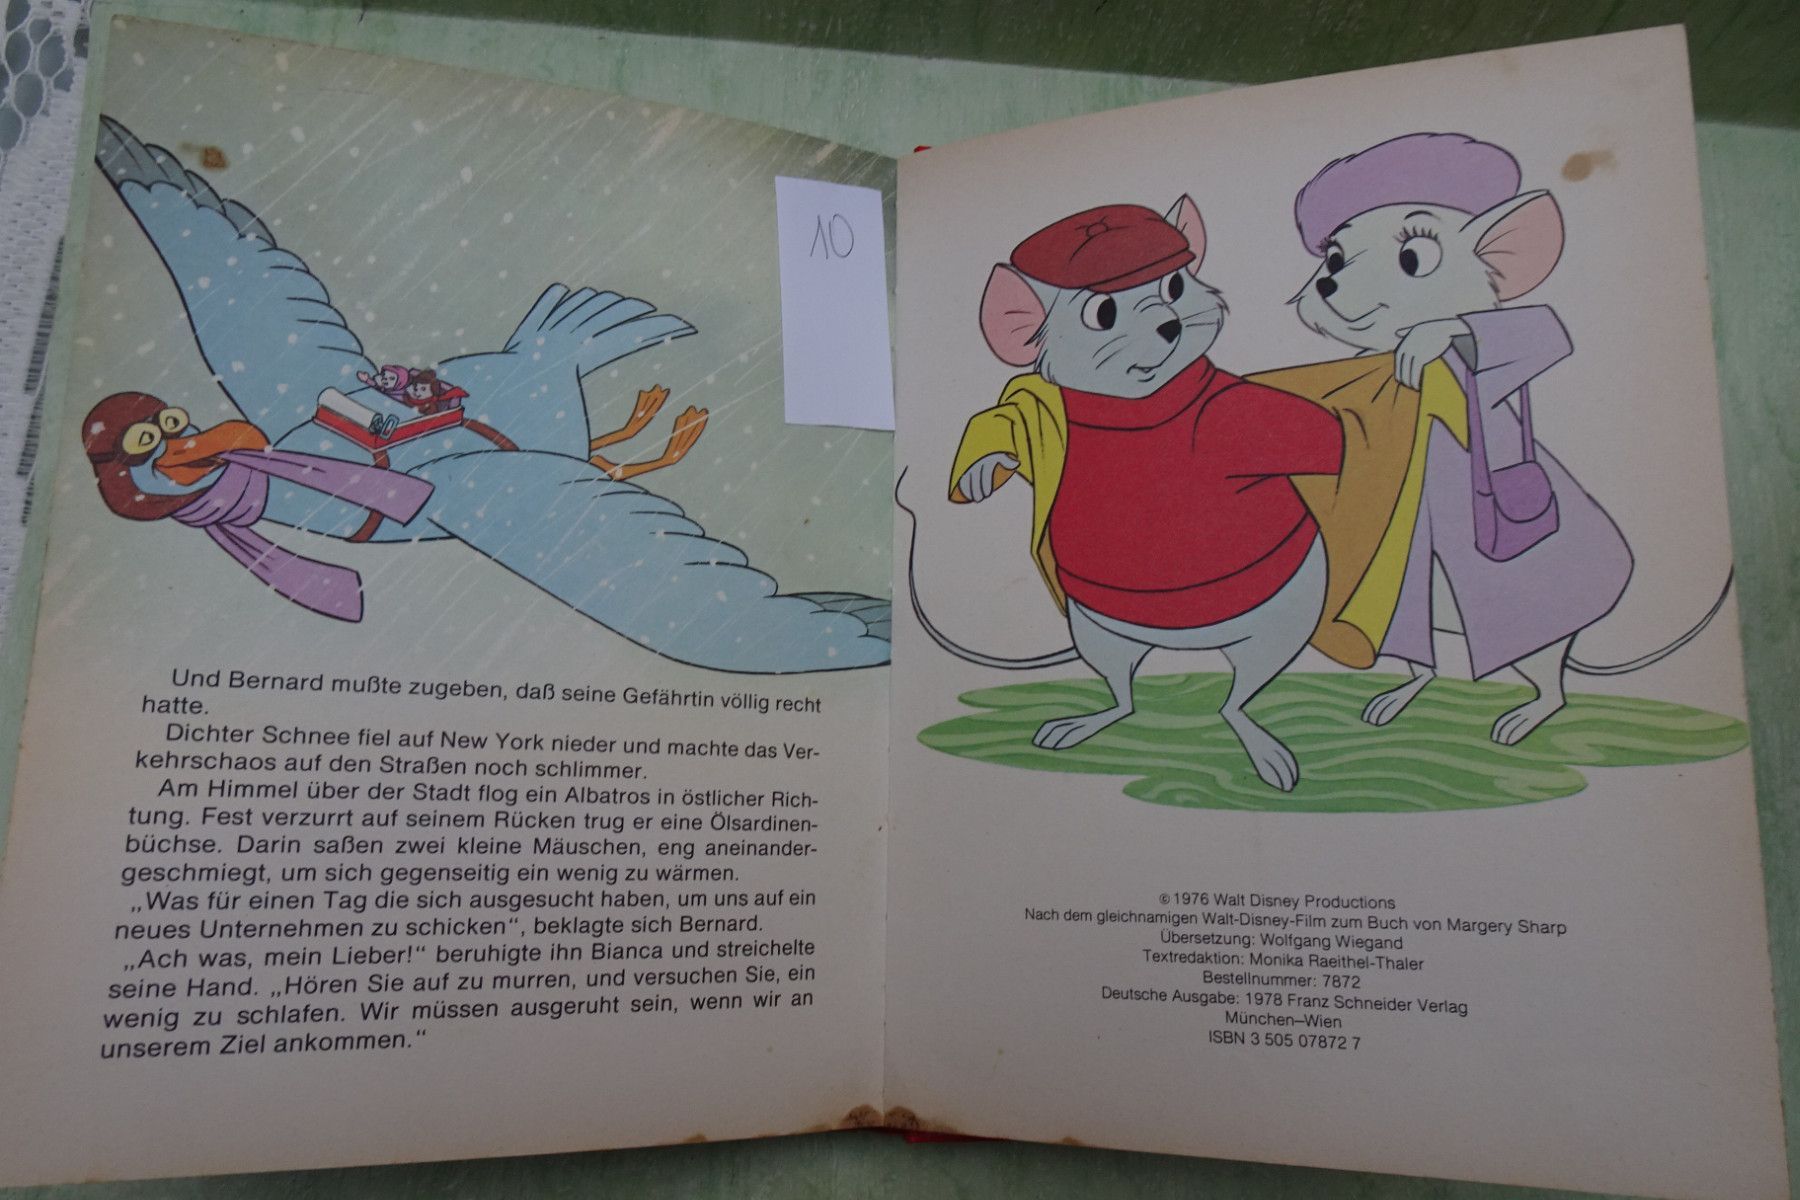 10
Und Bernard mußte zugeben, daß seine Gefährtin völlig recht
hatte.
Dichter Schnee fiel auf New York nieder und machte das Ver-
kehrschaos auf den Straßen noch schlimmer.
Am Himmel über der Stadt flog ein Albatros in östlicher Rich-
tung. Fest verzurrt auf seinem Rücken trug er eine Ölsardinen-
büchse. Darin saßen zwei kleine Mäuschen, eng aneinander-
geschmiegt, um sich gegenseitig ein wenig zu wärmen.
„Was für einen Tag die sich ausgesucht haben, um uns auf ein
neues Unternehmen zu schicken“, beklagte sich Bernard.
„Ach was, mein Lieber!“ beruhigte ihn Bianca und streichelte
seine Hand. „Hören Sie auf zu murren, und versuchen Sie, ein
wenig zu schlafen. Wir müssen ausgeruht sein, wenn wir an
unserem Ziel ankommen.“
© 1976 Walt Disney Productions
Nach dem gleichnamigen Walt-Disney-Film zum Buch von Margery Sharp
Übersetzung: Wolfgang Wiegand
Textredaktion: Monika Raeithel-Thaler
Bestellnummer: 7872
Deutsche Ausgabe: 1978 Franz Schneider Verlag
München–Wien
ISBN 3 505 07872 7